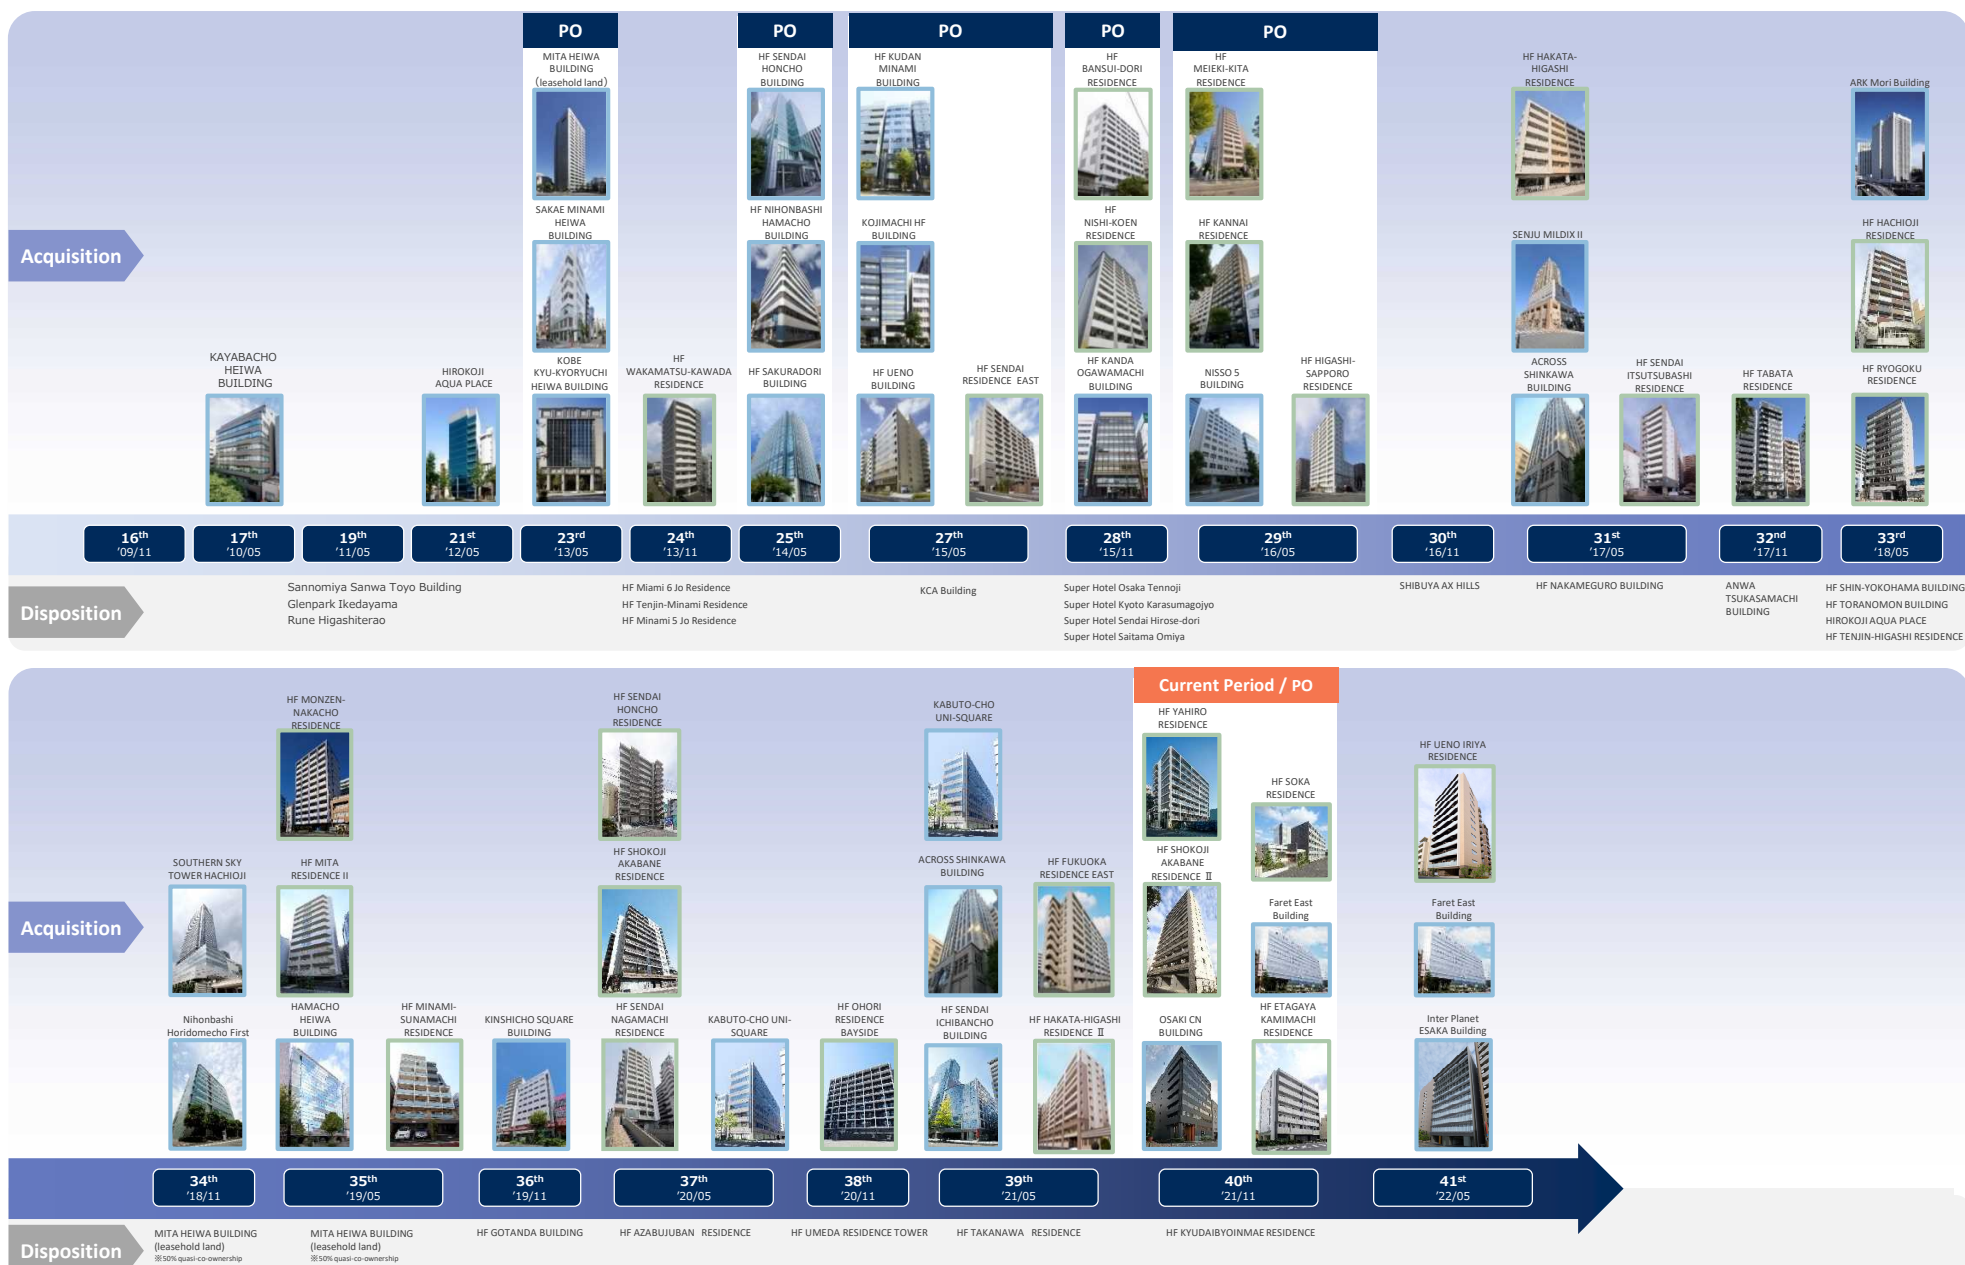 PO
PO
PO
PO
PO
MITA HEIWA
BUILDING
(leasehold land)
HF SENDAI
HONCHO
BUILDING
HF KUDAN
MINAMI
BUILDING
HF
BANSUI-DORI
RESIDENCE
HF
MEIEKI-KITA
RESIDENCE
HF HAKATA-
HIGASHI
RESIDENCE
ARK Mori Building
SAKAE MINAMI
HEIWA
BUILDING
HF NIHONBASHI
HAMACHO
BUILDING
KOJIMACHI HF
BUILDING
HF
NISHI-KOEN
RESIDENCE
HF KANNAI
RESIDENCE
SENJU MILDIX II
HF HACHIOJI
RESIDENCE
Acquisition
KAYABACHO
HEIWA
BUILDING
HIROKOJI
AQUA PLACE
KOBE
KYU-KYORYUCHI
HEIWA BUILDING
HF
WAKAMATSU-KAWADA
RESIDENCE
HF SAKURADORI
BUILDING
HF UENO
BUILDING
HF SENDAI
RESIDENCE EAST
HF KANDA
OGAWAMACHI
BUILDING
NISSO 5
BUILDING
HF HIGASHI-
SAPPORO
RESIDENCE
ACROSS
SHINKAWA
BUILDING
HF SENDAI
ITSUTSUBASHI
RESIDENCE
HF TABATA
RESIDENCE
HF RYOGOKU
RESIDENCE
16th
'09/11
17th
'10/05
19th
'11/05
21st
'12/05
23rd
'13/05
24th
'13/11
25th
'14/05
27th
'15/05
28th
'15/11
29th
'16/05
30th
'16/11
31st
'17/05
32nd
'17/11
33rd
'18/05
Disposition
Sannomiya Sanwa Toyo Building
Glenpark Ikedayama
Rune Higashiterao
HF Miami 6 Jo Residence
HF Tenjin-Minami Residence
HF Minami 5 Jo Residence
KCA Building
Super Hotel Osaka Tennoji
Super Hotel Kyoto Karasumagojyo
Super Hotel Sendai Hirose-dori
Super Hotel Saitama Omiya
SHIBUYA AX HILLS
HF NAKAMEGURO BUILDING
ANWA
TSUKASAMACHI
BUILDING
HF SHIN-YOKOHAMA BUILDING
HF TORANOMON BUILDING
HIROKOJI AQUA PLACE
HF TENJIN-HIGASHI RESIDENCE
Current Period / PO
HF MONZEN-
NAKACHO
RESIDENCE
HF SENDAI
HONCHO
RESIDENCE
KABUTO-CHO
UNI-SQUARE
HF YAHIRO
RESIDENCE
HF SOKA
RESIDENCE
HF UENO IRIYA
RESIDENCE
SOUTHERN SKY
TOWER HACHIOJI
HF MITA
RESIDENCE II
HF SHOKOJI
AKABANE
RESIDENCE
ACROSS SHINKAWA
BUILDING
HF FUKUOKA
RESIDENCE EAST
HF SHOKOJI
AKABANE
RESIDENCE Ⅱ
Faret East
Building
Faret East
Building
Acquisition
Nihonbashi
Horidomecho First
HAMACHO
HEIWA
BUILDING
HF MINAMI-
SUNAMACHI
RESIDENCE
KINSHICHO SQUARE
BUILDING
HF SENDAI
NAGAMACHI
RESIDENCE
KABUTO-CHO UNI-
SQUARE
HF OHORI
RESIDENCE
BAYSIDE
HF SENDAI
ICHIBANCHO
BUILDING
HF HAKATA-HIGASHI
RESIDENCE Ⅱ
OSAKI CN
BUILDING
HF ETAGAYA
KAMIMACHI
RESIDENCE
Inter Planet
ESAKA Building
34th
'18/11
35th
'19/05
36th
'19/11
37th
'20/05
38th
'20/11
39th
'21/05
40th
'21/11
41st
'22/05
Disposition
MITA HEIWA BUILDING
(leasehold land)
※50% quasi-co-ownership
MITA HEIWA BUILDING
(leasehold land)
※50% quasi-co-ownership
HF GOTANDA BUILDING
HF AZABUJUBAN RESIDENCE
HF UMEDA RESIDENCE TOWER
HF TAKANAWA RESIDENCE
HF KYUDAIBYOINMAE RESIDENCE